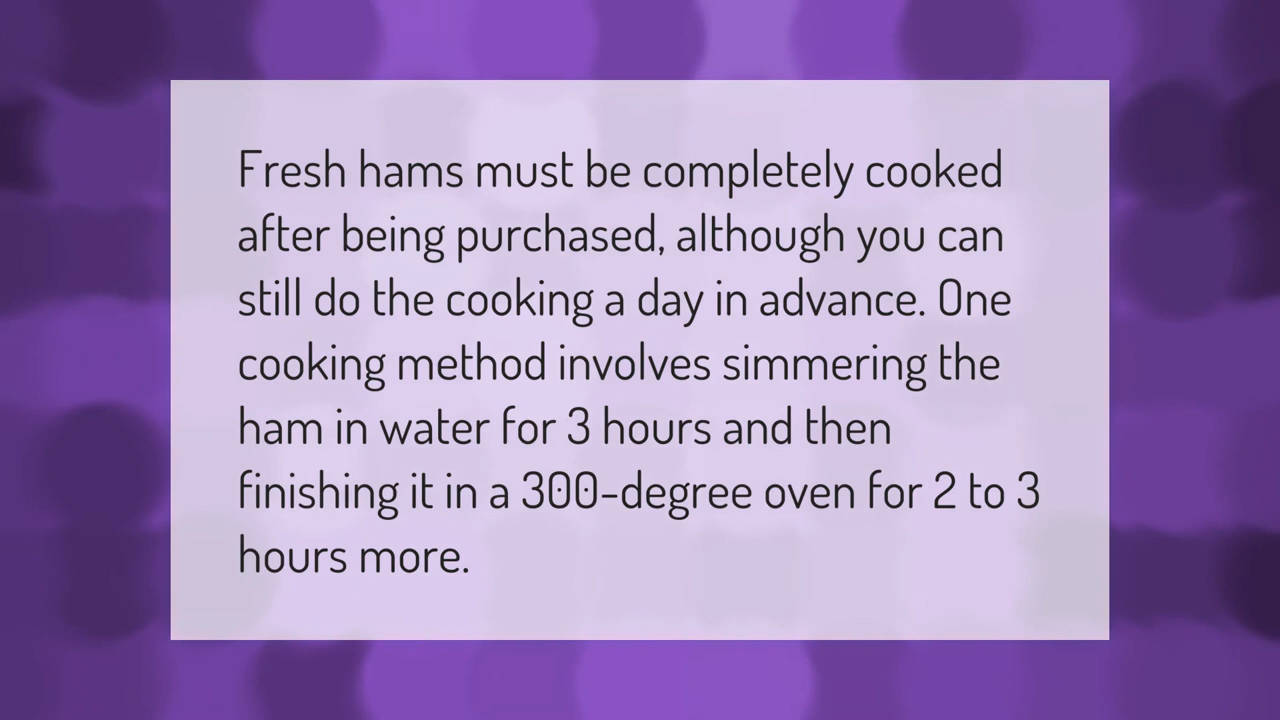 Fresh hams must be completely cooked
after being purchased, although you can
still do the cooking a day in advance. One
cooking method involves simmering the
ham in water for 3 hours and then
finishing it in a 300-degree oven for 2 to 3
hours more.